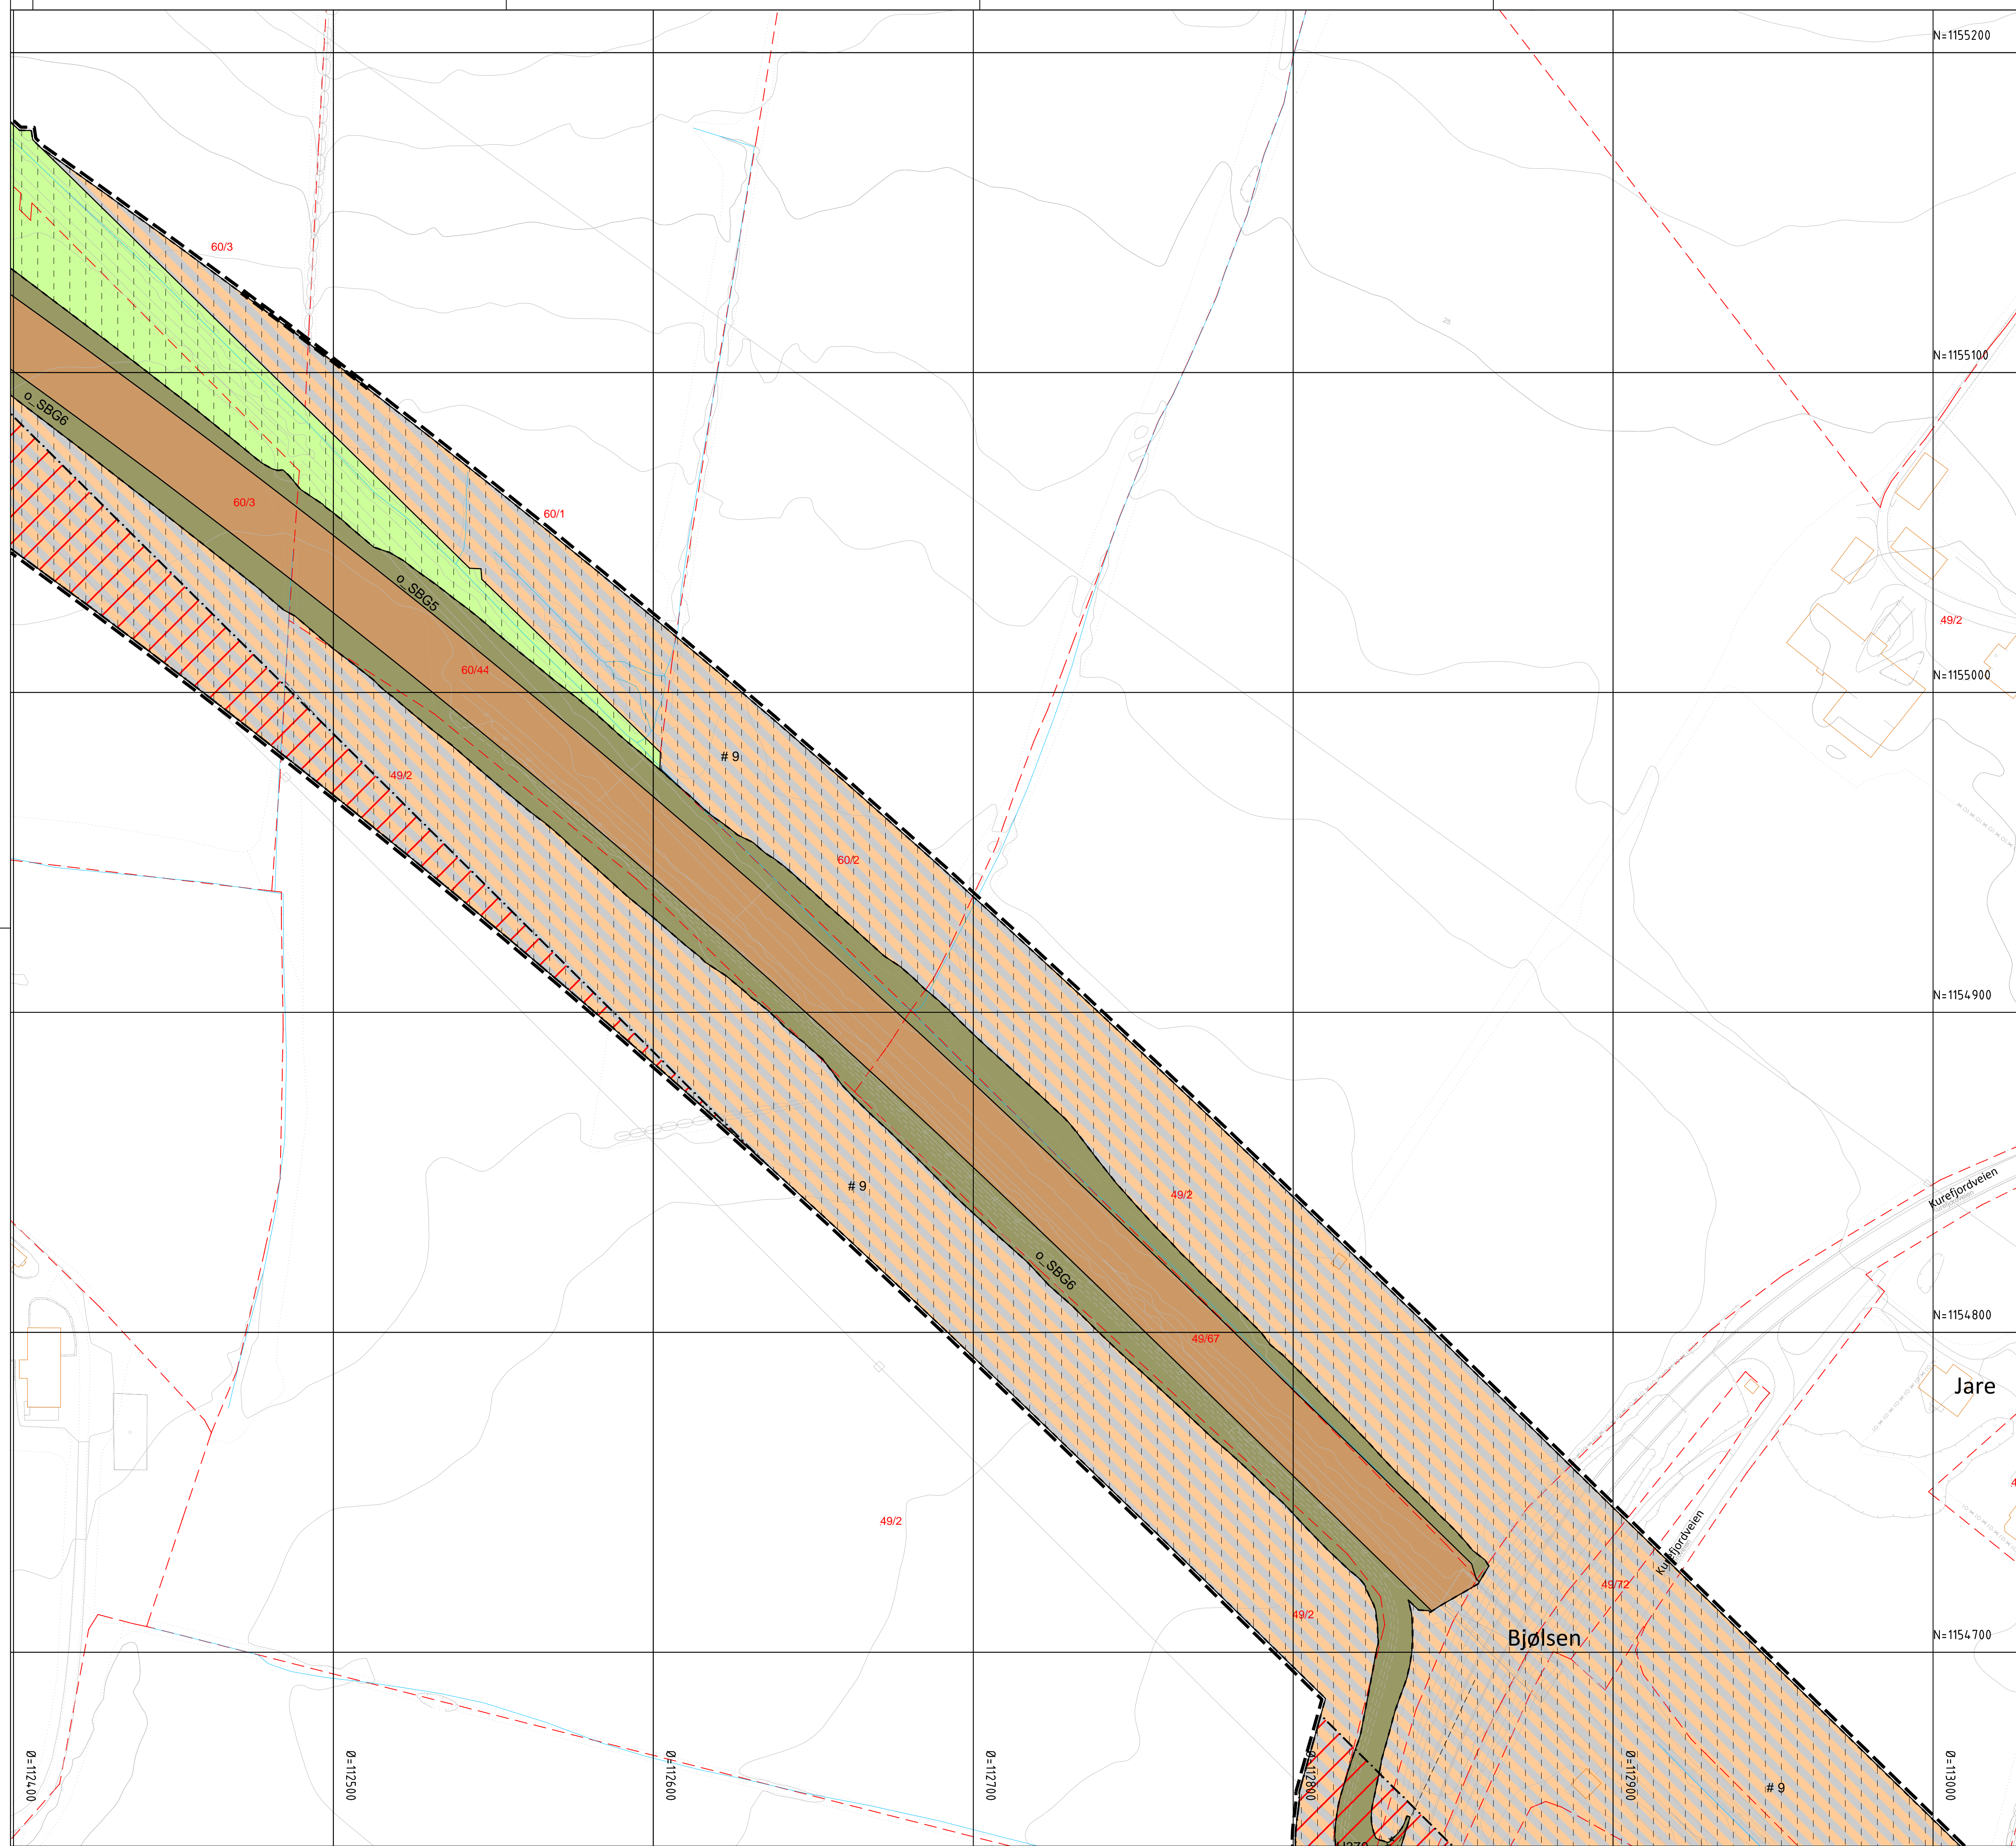 N=1155200
60/3
25
N=1155100
o_SBG6
60/3
60/1
o_SBG5
49/2
60/44
N=1155000
# 9
49/2
60/2
N=1154900
# 9
49/2
Kurefjordveien
o_SBG6
N=1154800
49/67
Jare
49/2
Kurefjordveien
49/72
49/2
Bjølsen
N=1154700
Ø=112400
Ø=112500
Ø=112600
Ø=112700
Ø=112800
Ø=112900
Ø=113000
# 9